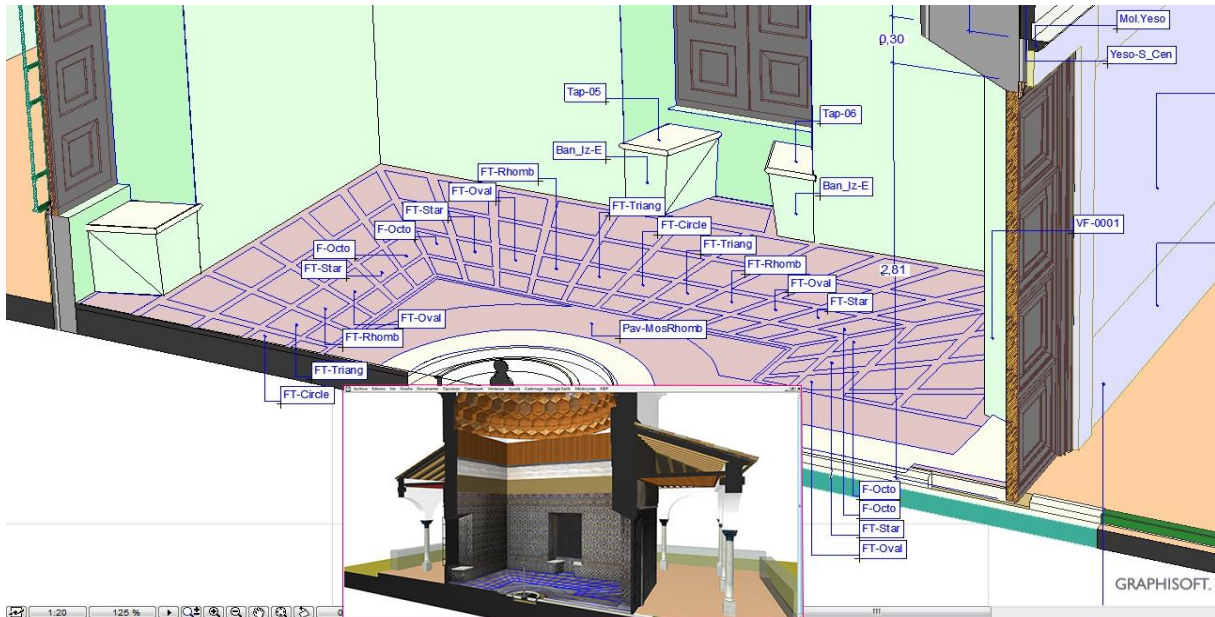 Mol.Yeso
0,30
Yeso-S_Cen
Tap-05
Tap-06
Ban_Iz-E
FT-Rhomb
Ban_Iz-E
FT-Oval
FT-Star
FT-Triang
F-Octo
FT-Circle
VF-0001
F-Octo
FT-Triang
FT-Star
FT-Rhomb
2,81
FT-Oval
FT-Star
FT-Oval
Pav-MosRhomb
FT-Rhomb
FT-Triang
FT-Circle
F-Octo
F-Octo
FT-Star
FT-Oval
GRAPHISOFT.
1:20
125 %